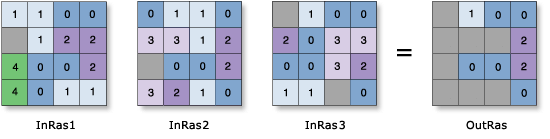 1 1 0 0 0 1 1 0 1 0 0 1 0 0
1 2 2 3 3 1 2 2 0 3 3 = 2
4 0 0 2 0 0 2 0 0 3 2 0 0 2
4 0 1 1 3 2 1 0 1 1 0 0
InRas1 InRas2 InRas3 OutRas